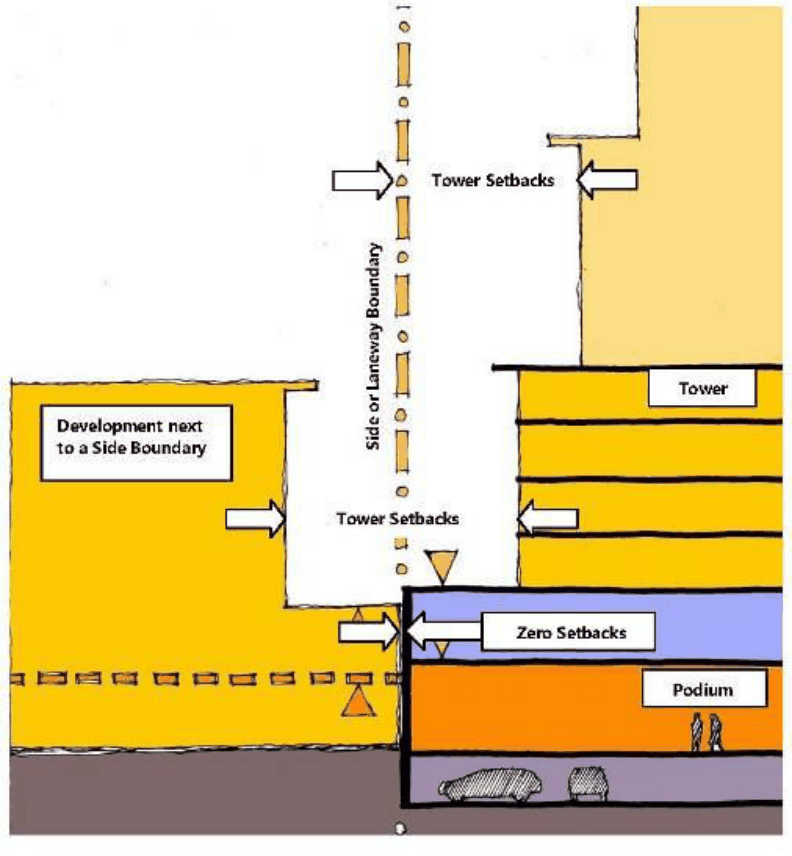 Tower Setbacks
Side or Laneway Boundary
Tower
Development next
to a Side Boundary
Tower Setbacks
Zero Setbacks
Podium